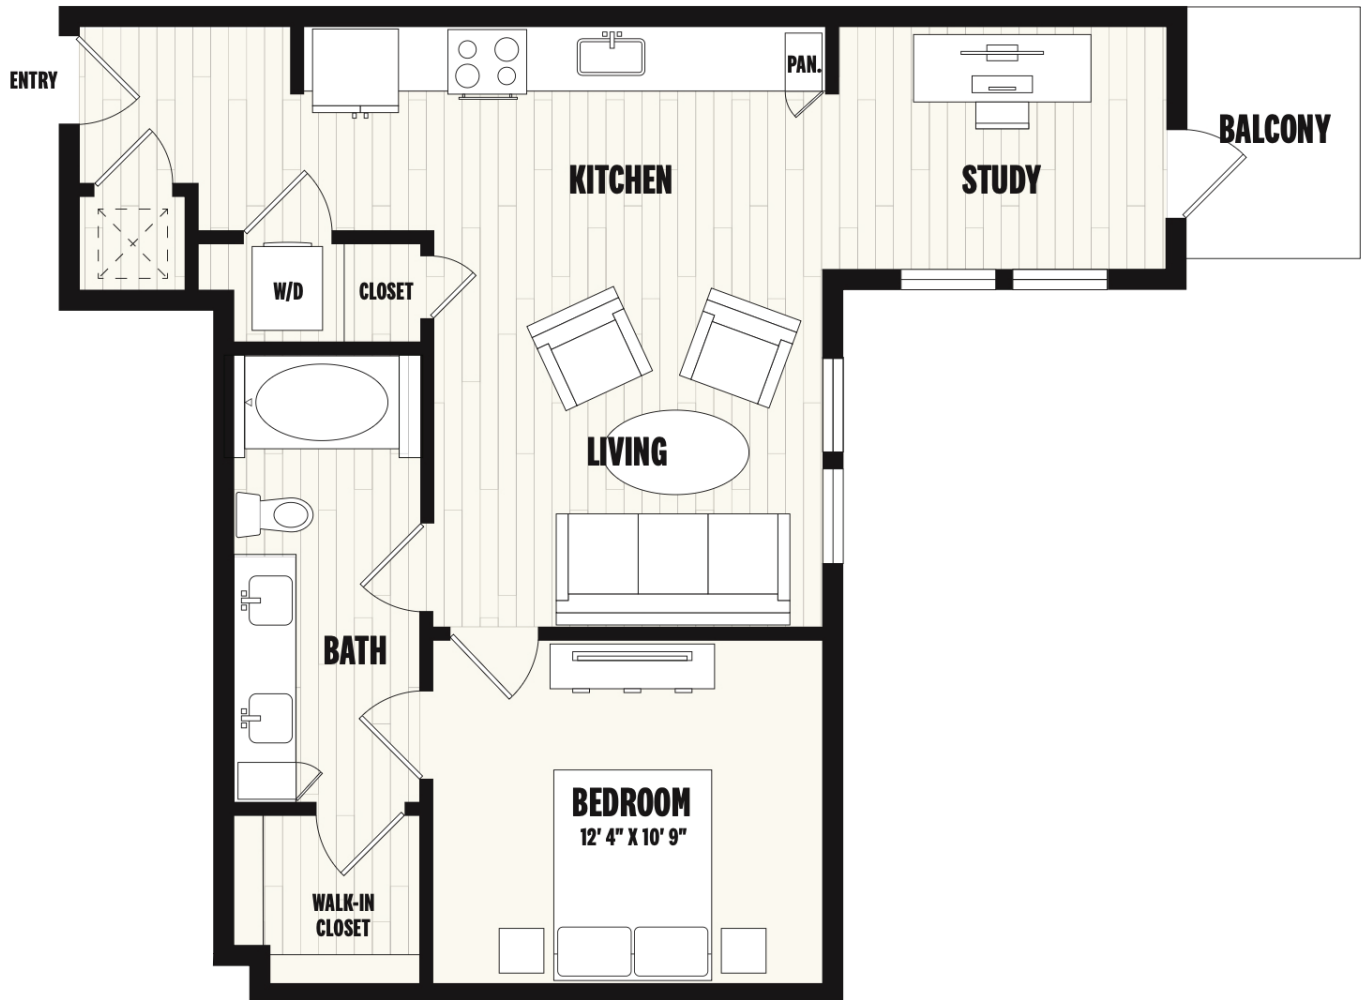 ENTRY
PAN.
BALCONY
KITCHEN
STUDY
W/D
CLOSET
LIVING
BATH
BEDROOM
12' 4" X 10' 9"
WALK-IN
CLOSET